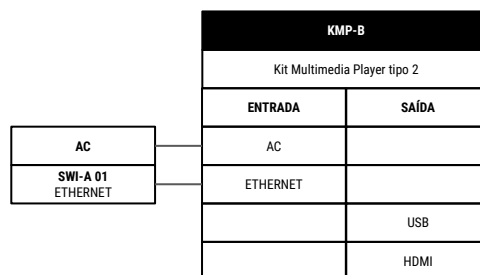 KMP-B
Kit Multimedia Player tipo 2
ENTRADA SAÍDA
AC AC
SWI-A 01
ETHERNET ETHERNET
USB
HDMI